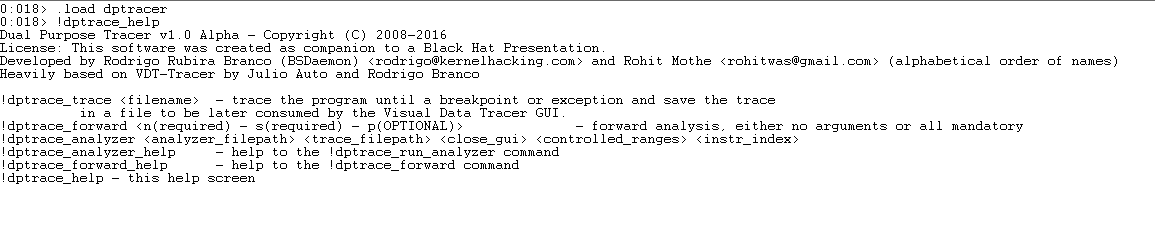 0:018> .load dptracer
0:018> !dptrace_help
Dual Purpose Tracer v1.0 Alpha - Copyright (C) 2008-2016
License: This software was created as companion to a Black Hat Presentation.
Developed by Rodrigo Rubira Branco (BSDaemon) <rodrigo@kernelhacking.com> and Rohit Mothe <rohitwas@gmail.com> (alphabetical order of names)
Heavily based on VDT-Tracer by Julio Auto and Rodrigo Branco
!dptrace_trace <filename>  - trace the program until a breakpoint or exception and save the trace
in a file to be later consumed by the Visual Data Tracer GUI.
!dptrace_forward <n(required) - s(required) - p(OPTIONAL)>  - forward analysis, either no arguments or all mandatory
!dptrace_analyzer <analyzer_filepath> <trace_filepath> <close_gui> <controlled_ranges> <instr_index>
!dptrace_analyzer_help  - help to the !dptrace_run_analyzer command
!dptrace_forward_help  - help to the !dptrace_forward command
!dptrace_help - this help screen